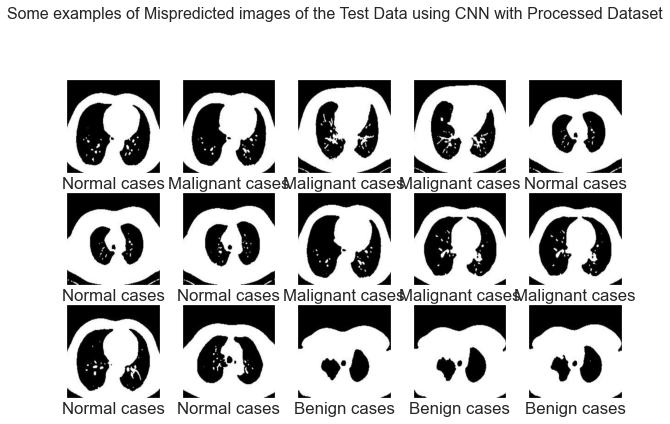 Some examples of Mispredicted images of the Test Data using CNN with Processed Dataset
Normal cases Malignant cases Malignant cases Malignant cases Normal cases
Normal cases Normal cases Malignant cases Malignant cases Malignant cases
Normal cases Normal cases Benign cases Benign cases Benign cases